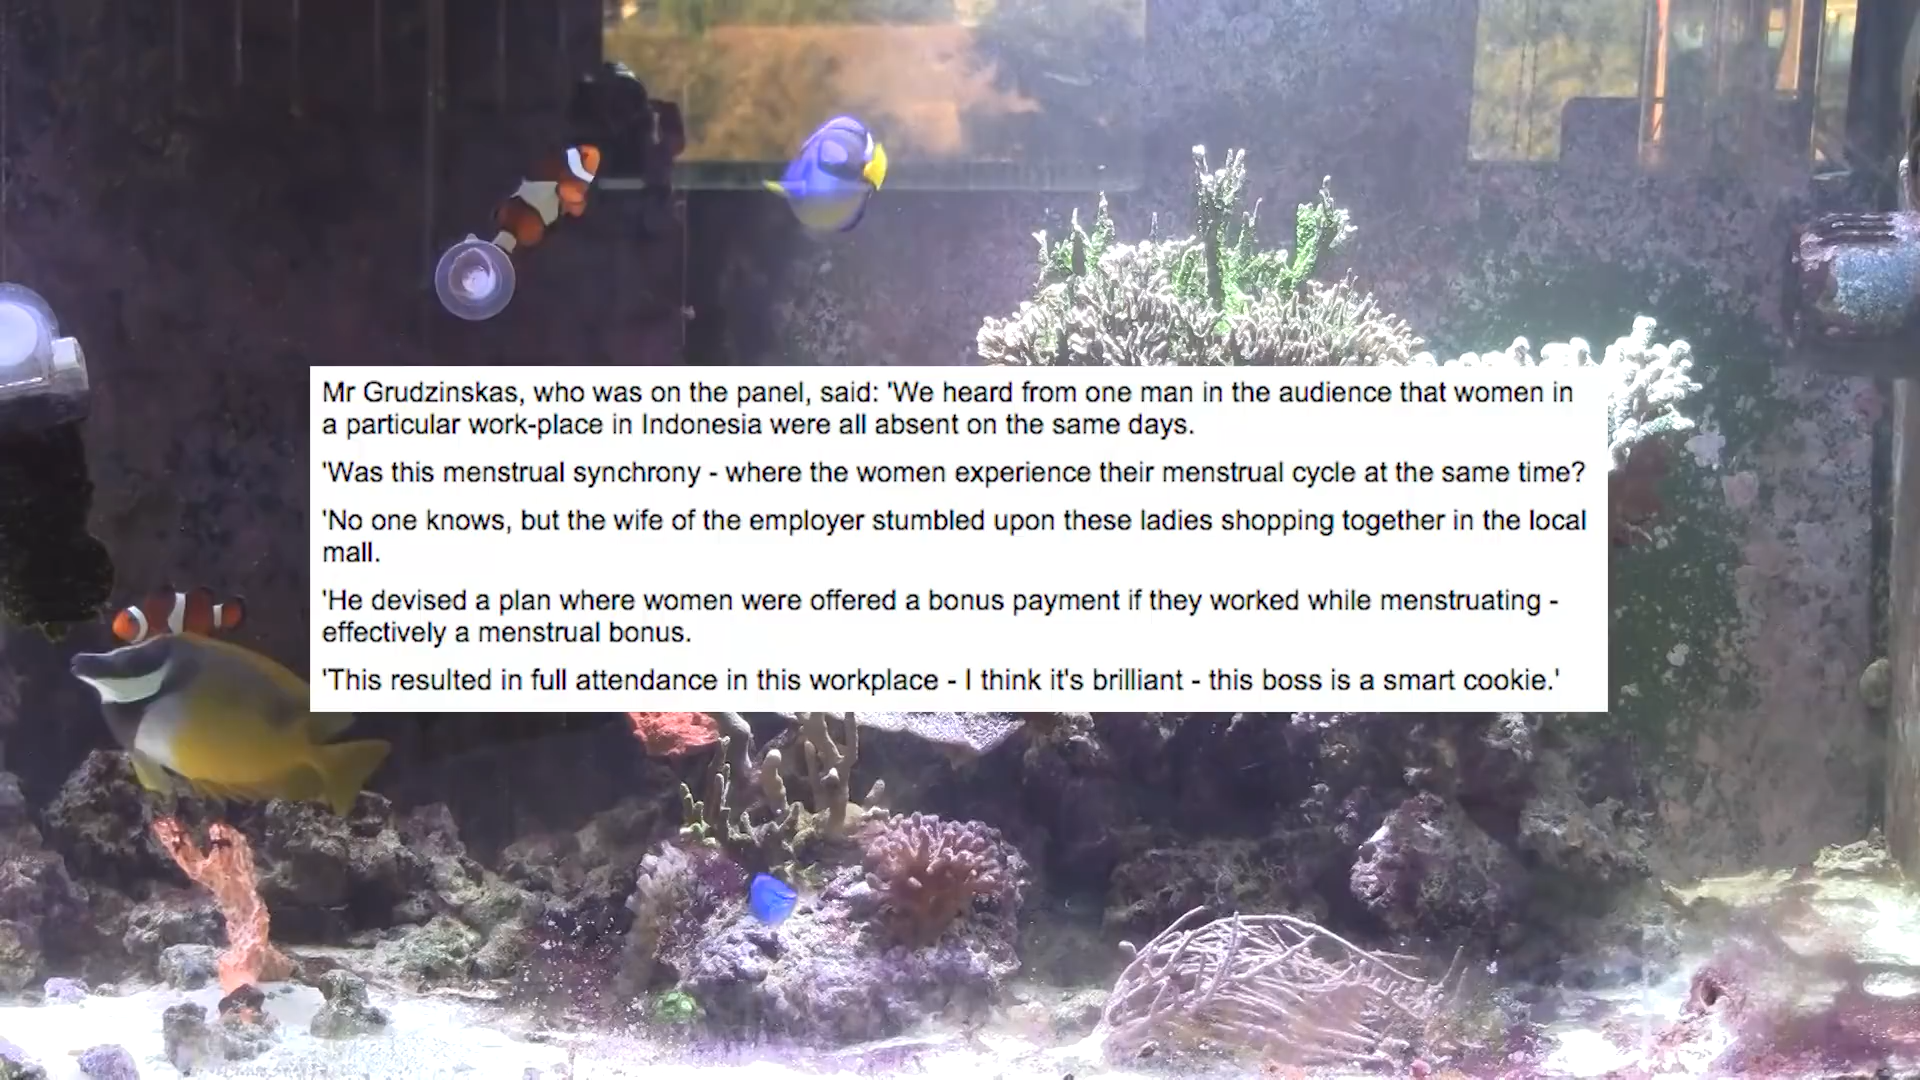 Mr Grudzinskas, who was on the panel, said: 'We heard from one man in the audience that women in
a particular work-place in Indonesia were all absent on the same days.
'Was this menstrual synchrony - where the women experience their menstrual cycle at the same time?
'No one knows, but the wife of the employer stumbled upon these ladies shopping together in the local
mall.
'He devised a plan where women were offered a bonus payment if they worked while menstruating -
effectively a menstrual bonus.
'This resulted in full attendance in this workplace - I think it's brilliant - this boss is a smart cookie.'